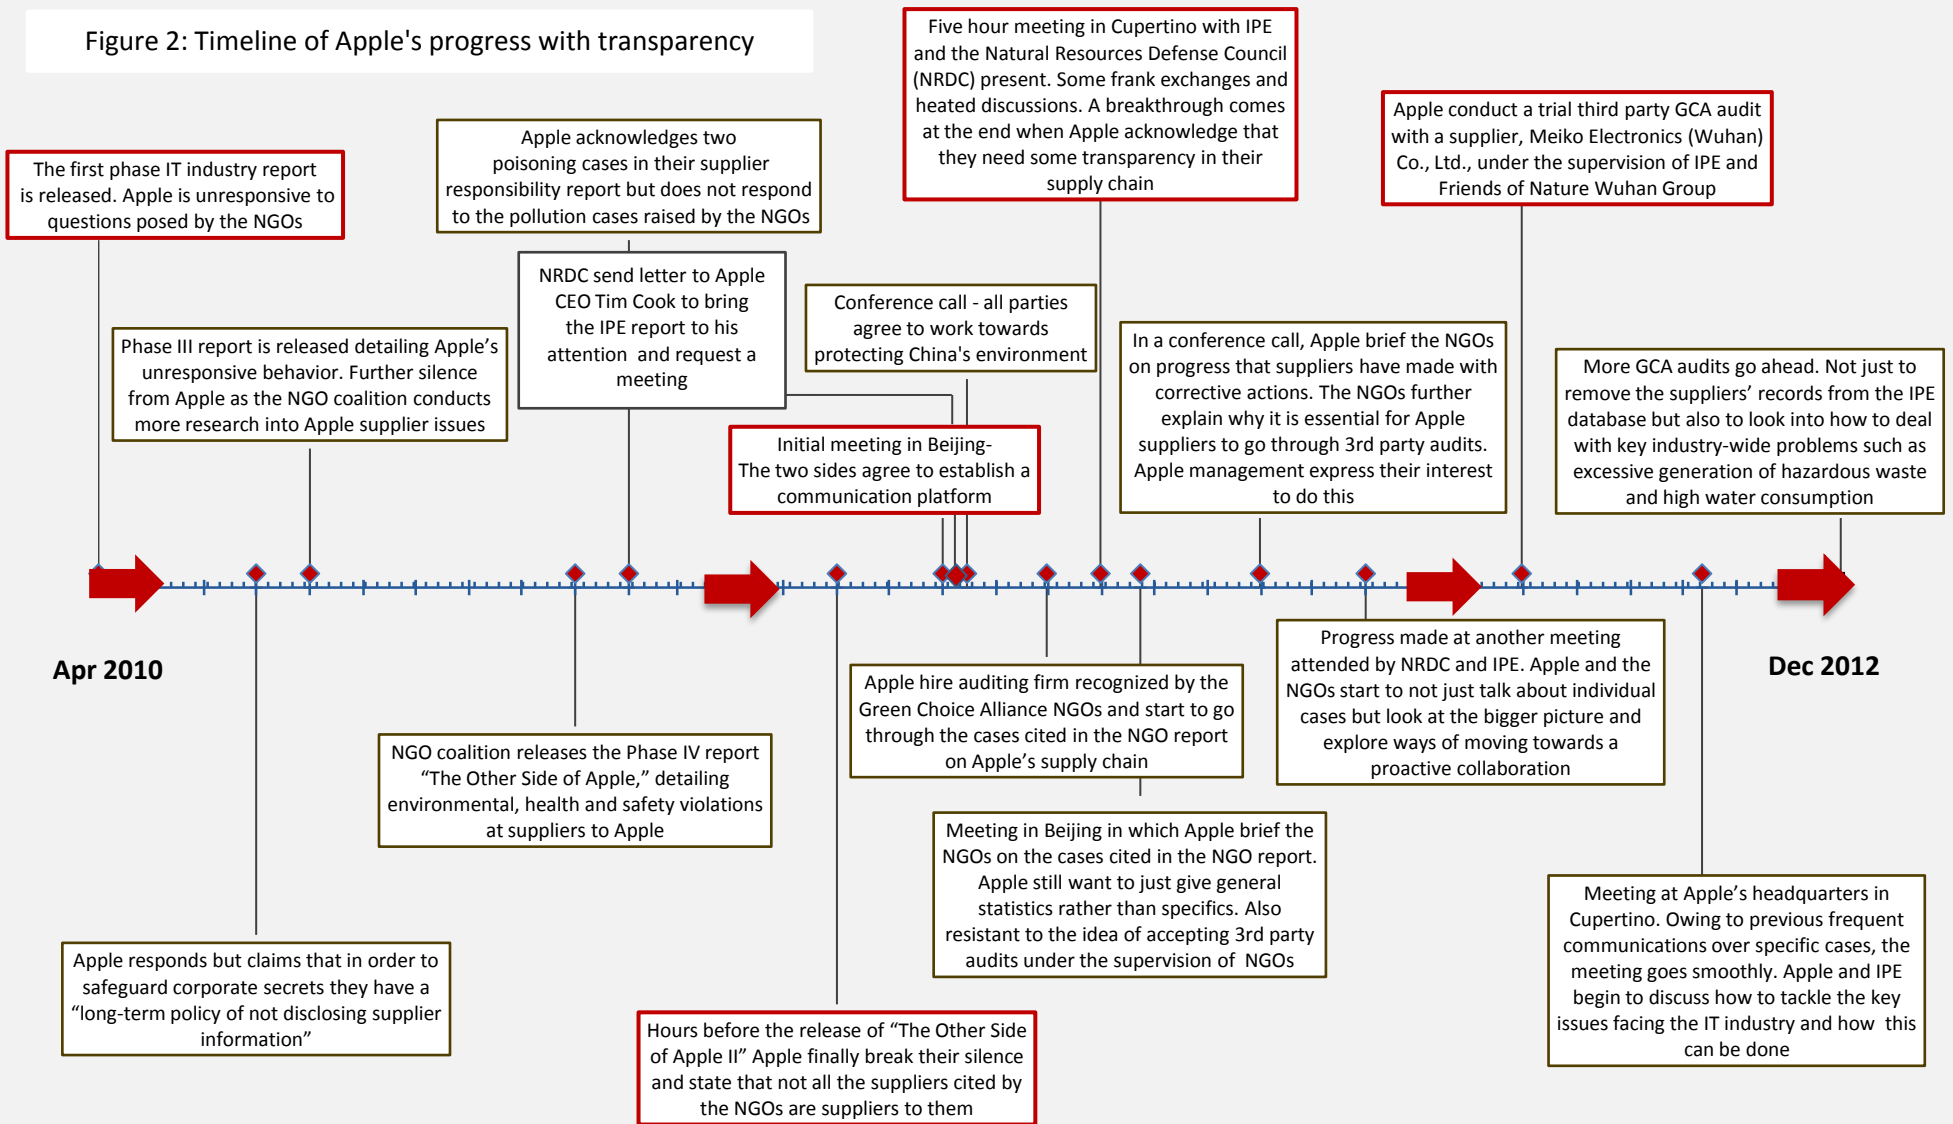 Figure 2: Timeline of Apple's progress with transparency
The first phase IT industry report
is released. Apple is unresponsive to
questions posed by the NGOs
Phase III report is released detailing Apple’s
unresponsive behavior. Further silence
from Apple as the NGO coalition conducts
more research into Apple supplier issues
Apple acknowledges two
poisoning cases in their supplier
responsibility report but does not respond
to the pollution cases raised by the NGOs
NRDC send letter to Apple
CEO Tim Cook to bring
the IPE report to his
attention and request a
meeting
Conference call - all parties
agree to work towards
protecting China's environment
Initial meeting in Beijing-
The two sides agree to establish a
communication platform
Five hour meeting in Cupertino with IPE
and the Natural Resources Defense Council
(NRDC) present. Some frank exchanges and
heated discussions. A breakthrough comes
at the end when Apple acknowledge that
they need some transparency in their
supply chain
In a conference call, Apple brief the NGOs
on progress that suppliers have made with
corrective actions. The NGOs further
explain why it is essential for Apple
suppliers to go through 3rd party audits.
Apple management express their interest
to do this
Apple conduct a trial third party GCA audit
with a supplier, Meiko Electronics (Wuhan)
Co., Ltd., under the supervision of IPE and
Friends of Nature Wuhan Group
More GCA audits go ahead. Not just to
remove the suppliers’ records from the IPE
database but also to look into how to deal
with key industry-wide problems such as
excessive generation of hazardous waste
and high water consumption
Apr 2010
Dec 2012
Apple responds but claims that in order to
safeguard corporate secrets they have a
“long-term policy of not disclosing supplier
information”
NGO coalition releases the Phase IV report
“The Other Side of Apple,” detailing
environmental, health and safety violations
at suppliers to Apple
Hours before the release of “The Other Side
of Apple II” Apple finally break their silence
and state that not all the suppliers cited by
the NGOs are suppliers to them
Apple hire auditing firm recognized by the
Green Choice Alliance NGOs and start to go
through the cases cited in the NGO report
on Apple’s supply chain
Meeting in Beijing in which Apple brief the
NGOs on the cases cited in the NGO report.
Apple still want to just give general
statistics rather than specifics. Also
resistant to the idea of accepting 3rd party
audits under the supervision of NGOs
Progress made at another meeting
attended by NRDC and IPE. Apple and the
NGOs start to not just talk about individual
cases but look at the bigger picture and
explore ways of moving towards a
proactive collaboration
Meeting at Apple’s headquarters in
Cupertino. Owing to previous frequent
communications over specific cases, the
meeting goes smoothly. Apple and IPE
begin to discuss how to tackle the key
issues facing the IT industry and how this
can be done